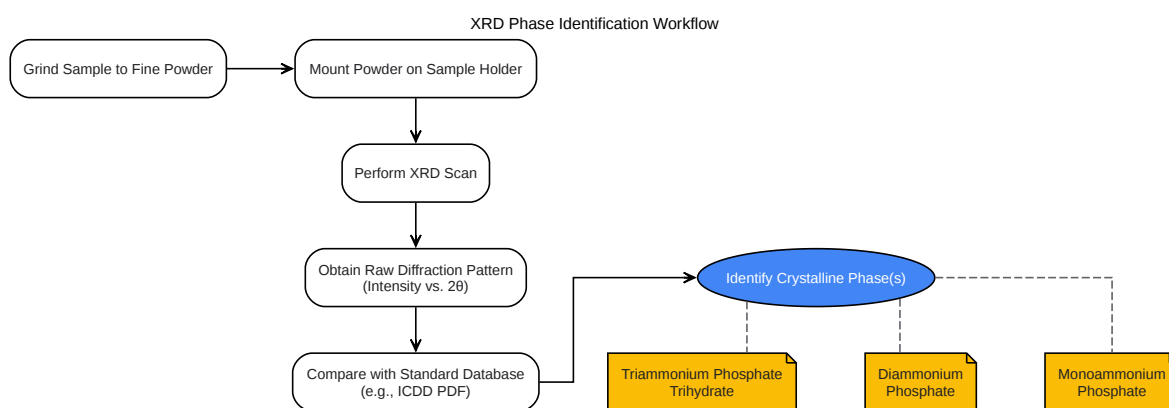 XRD Phase Identification Workflow
Grind Sample to Fine Powder
Mount Powder on Sample Holder
Perform XRD Scan
Obtain Raw Diffraction Pattern
(Intensity vs. 2θ)
Identify Crystalline Phase(s)
Compare with Standard Database
(e.g., ICDD PDF)
Triammonium Phosphate
Trihydrate
Diammonium
Phosphate
Monoammonium
Phosphate